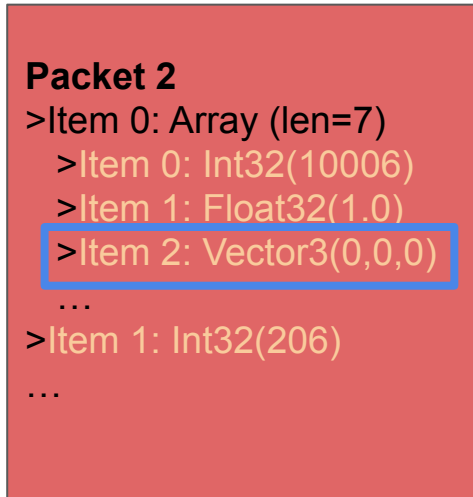 Packet 2
>Item 0: Array (len=7)
>Item 0: Int32(10006)
>Item 1: Float32(1.0)
>Item 2: Vector3(0,0,0)
…
>Item 1: Int32(206)
…